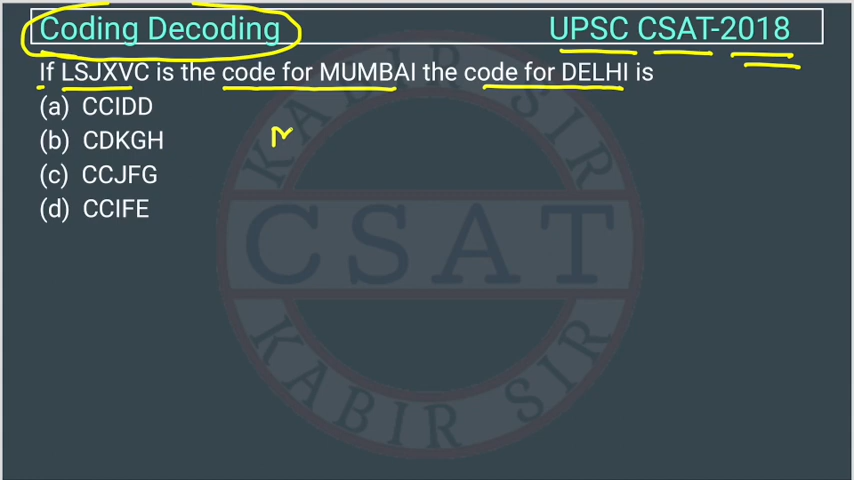 Coding Decoding UPSC CSAT-2018
If LSJXVC is the code for MUMBAI the code for DELHI is
(a) CCIDD
(b) CDKGH
(c) CCJFG
(d) CCIFE
KABIR SIR
CSAT
KABIR SIR